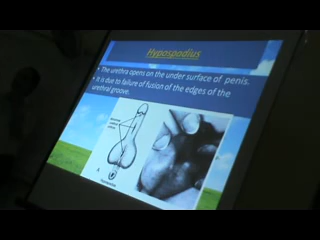 Hypospadius
• The urethra opens on the under surface of penis.
• It is due to failure of fusion of the edges of the
urethral groove.